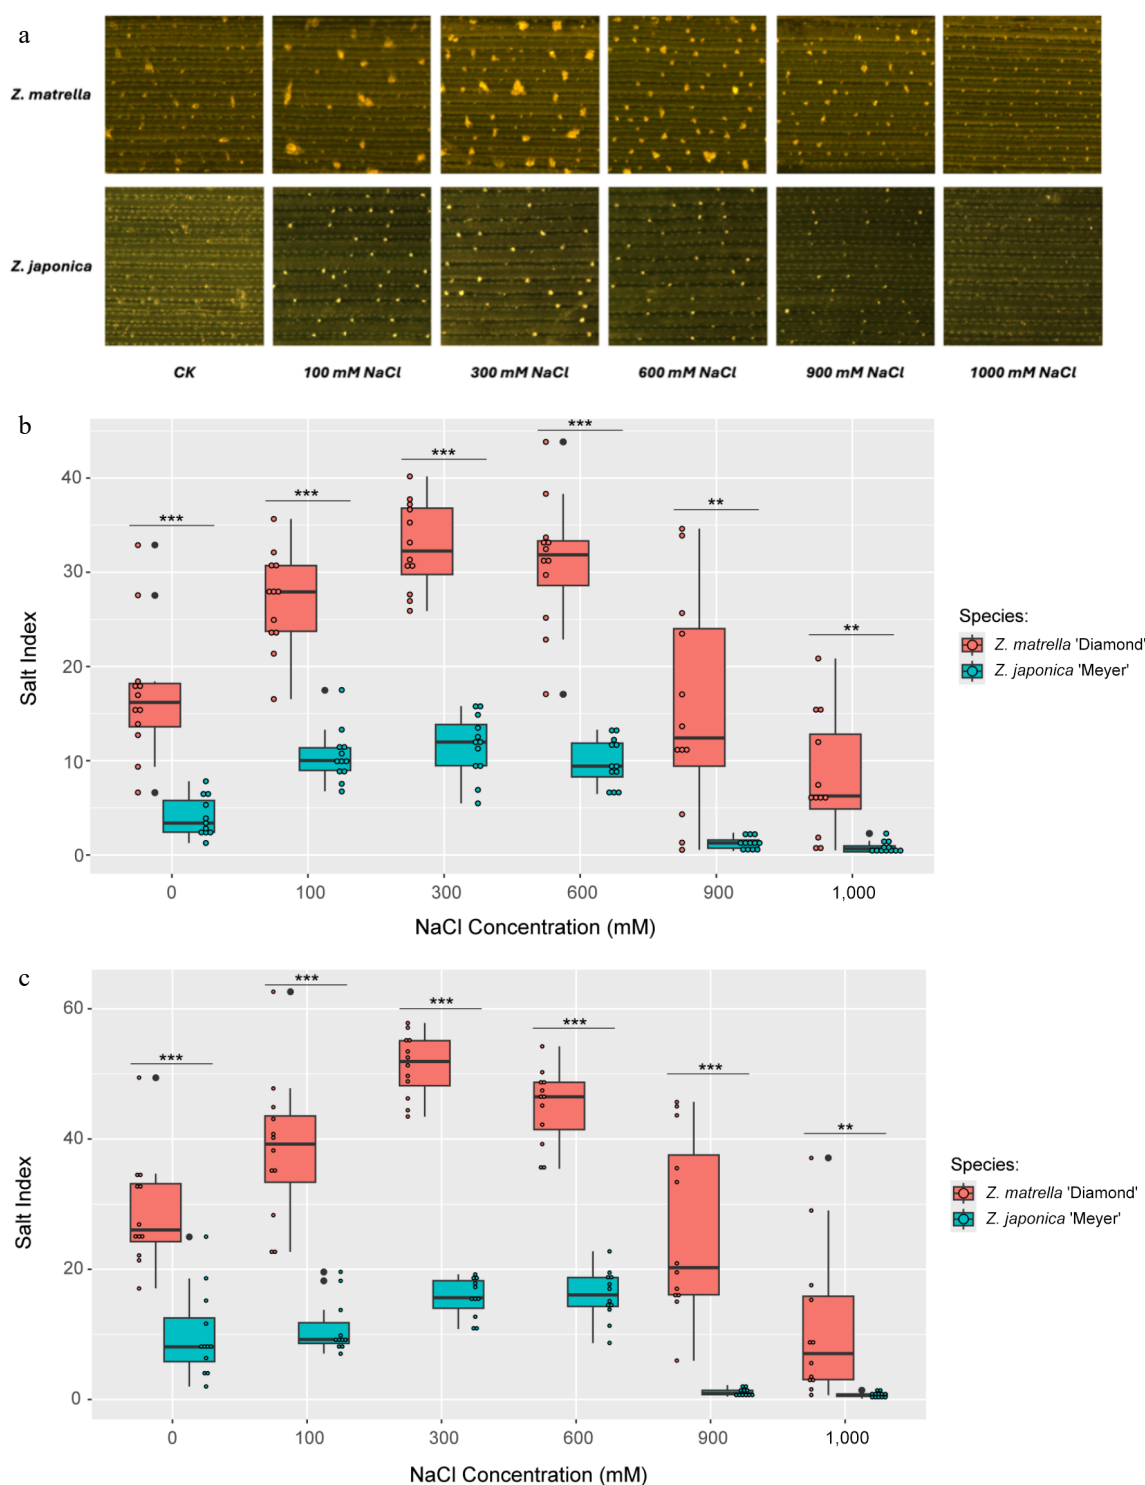 a
Z. matrella
Z. japonica
CK 100 mM NaCl 300 mM NaCl 600 mM NaCl 900 mM NaCl 1000 mM NaCl
b
*** *** *** *** ** **
40
30
20
10
0
Salt Index
0 100 300 600 900 1,000
NaCl Concentration (mM)
Species:
Z. matrella 'Diamond'
Z. japonica 'Meyer'
c
*** *** *** *** *** **
60
40
20
0
Salt Index
0 100 300 600 900 1,000
NaCl Concentration (mM)
Species:
Z. matrella 'Diamond'
Z. japonica 'Meyer'